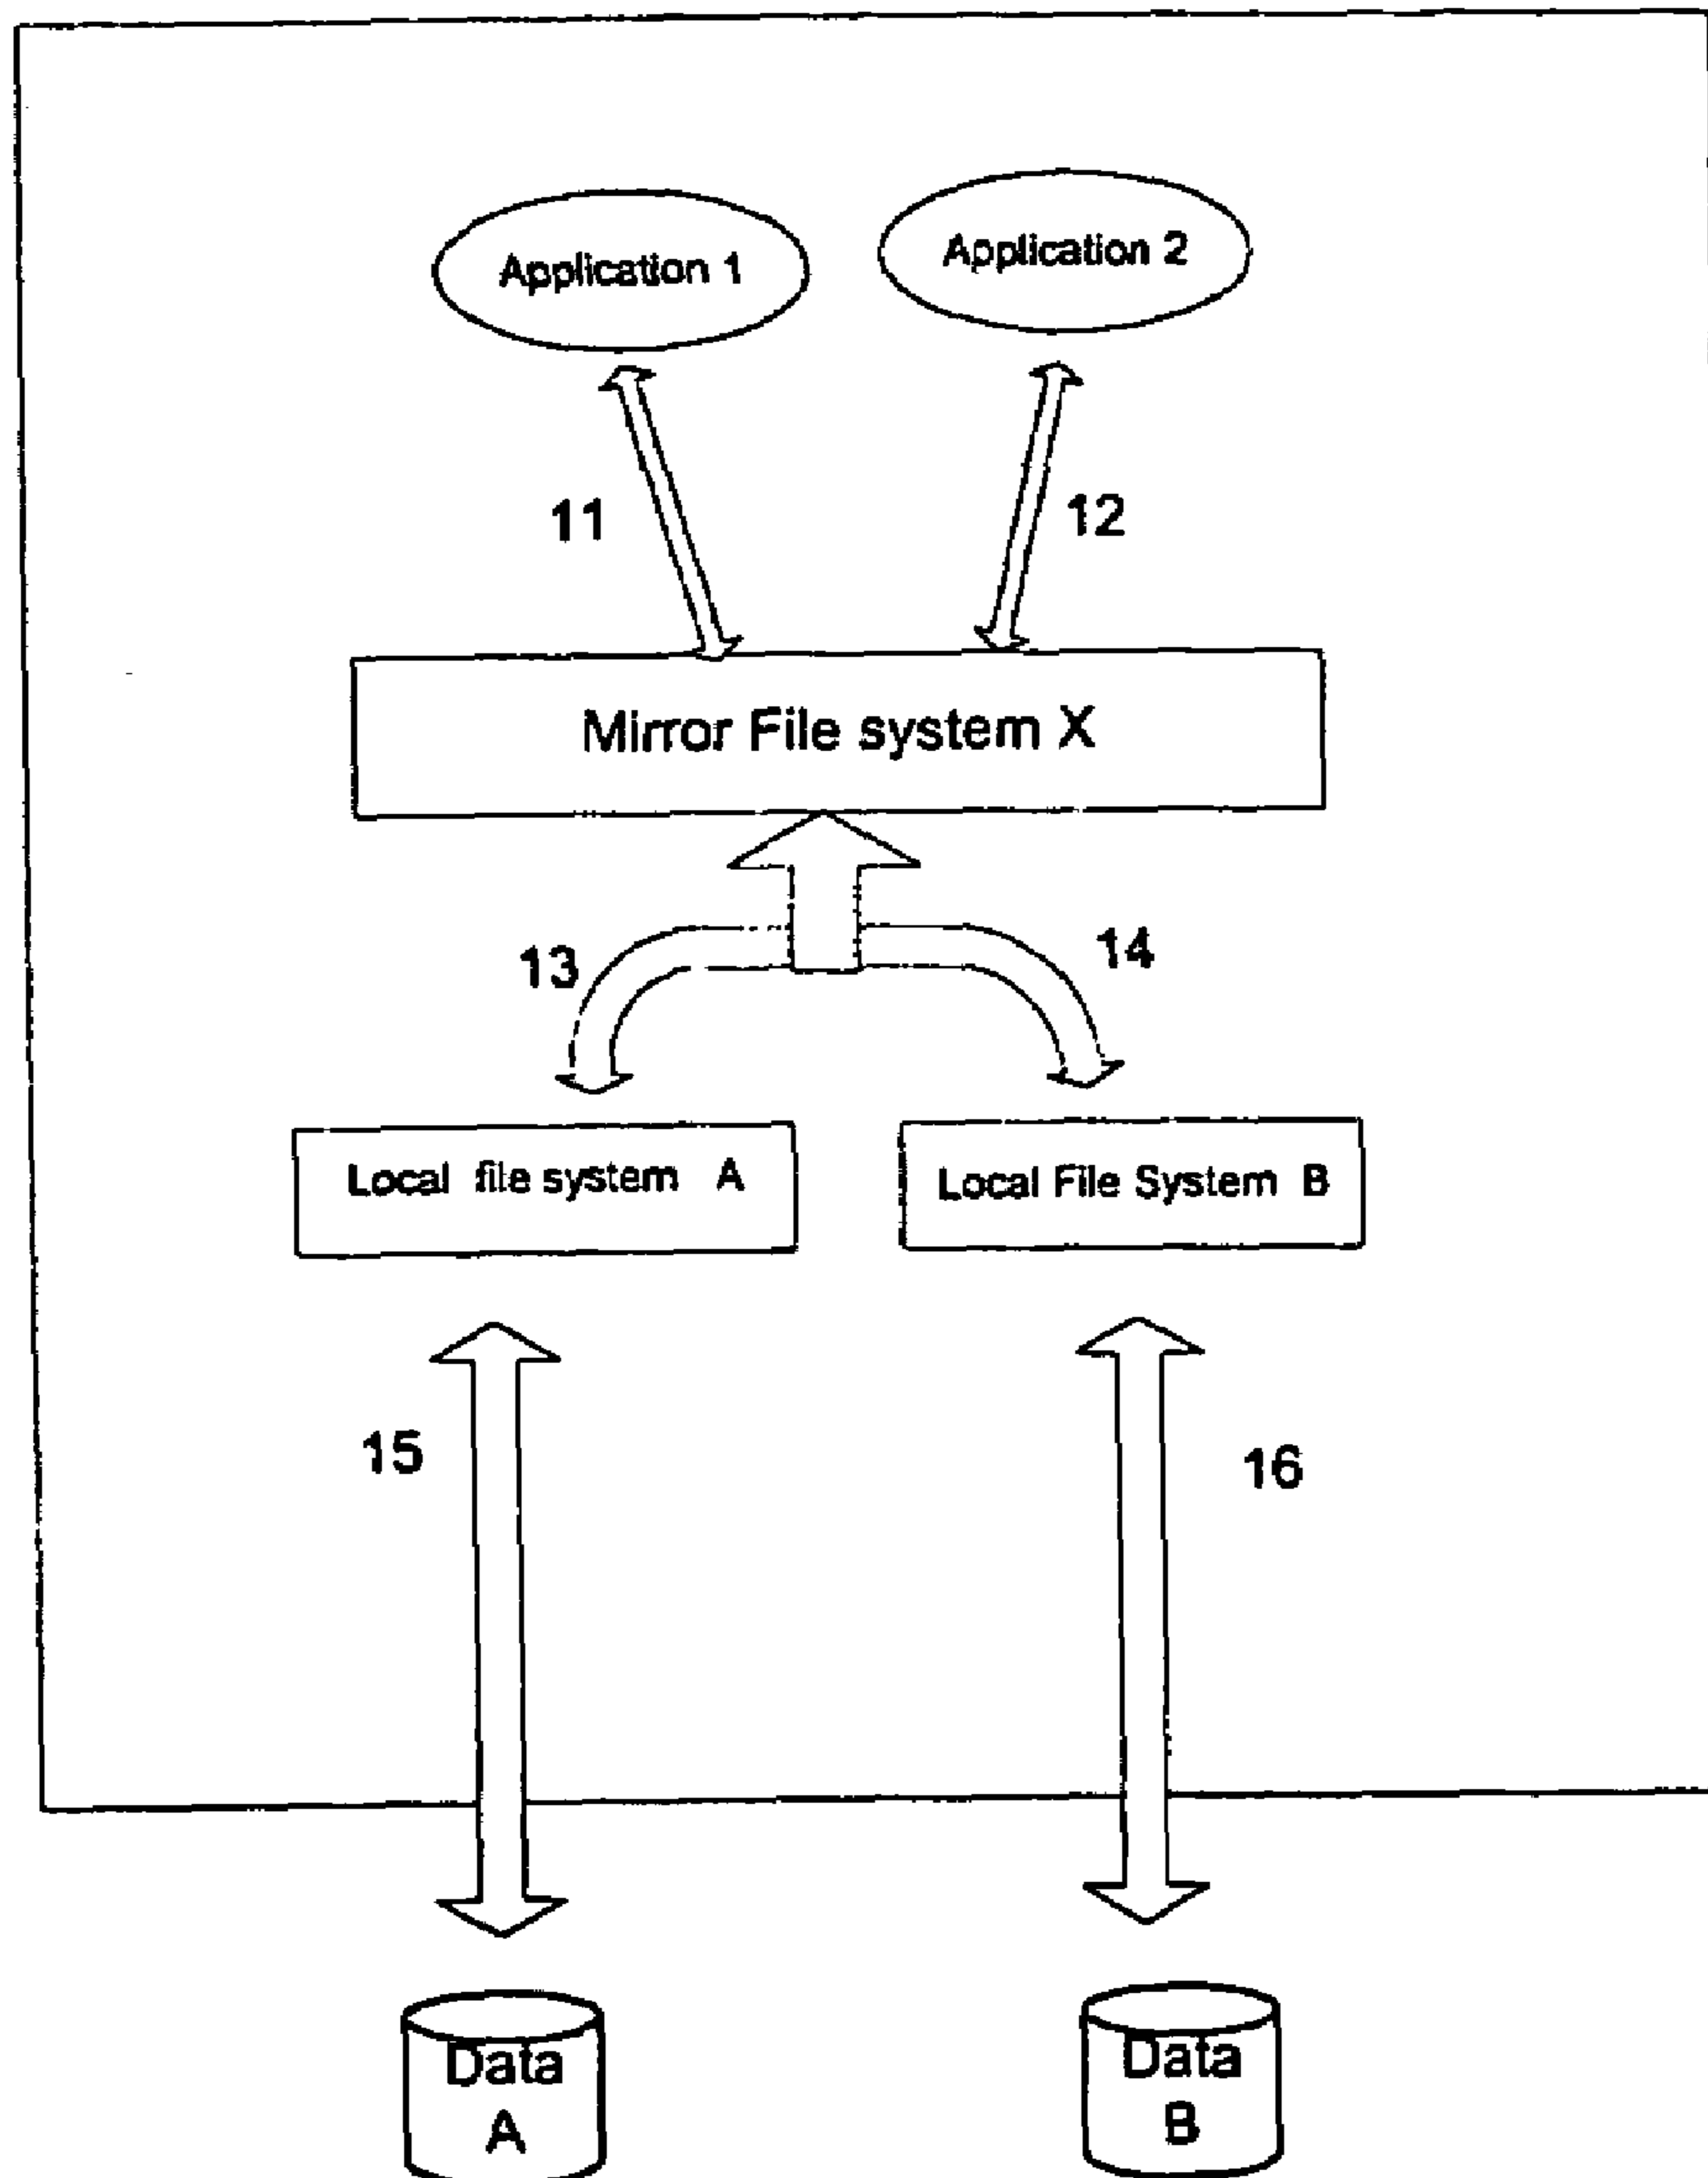 Application 1
Application 2
11
12
Mirror File system X
13
14
Local file system A
Local File System B
15
16
Data
A
Data
B